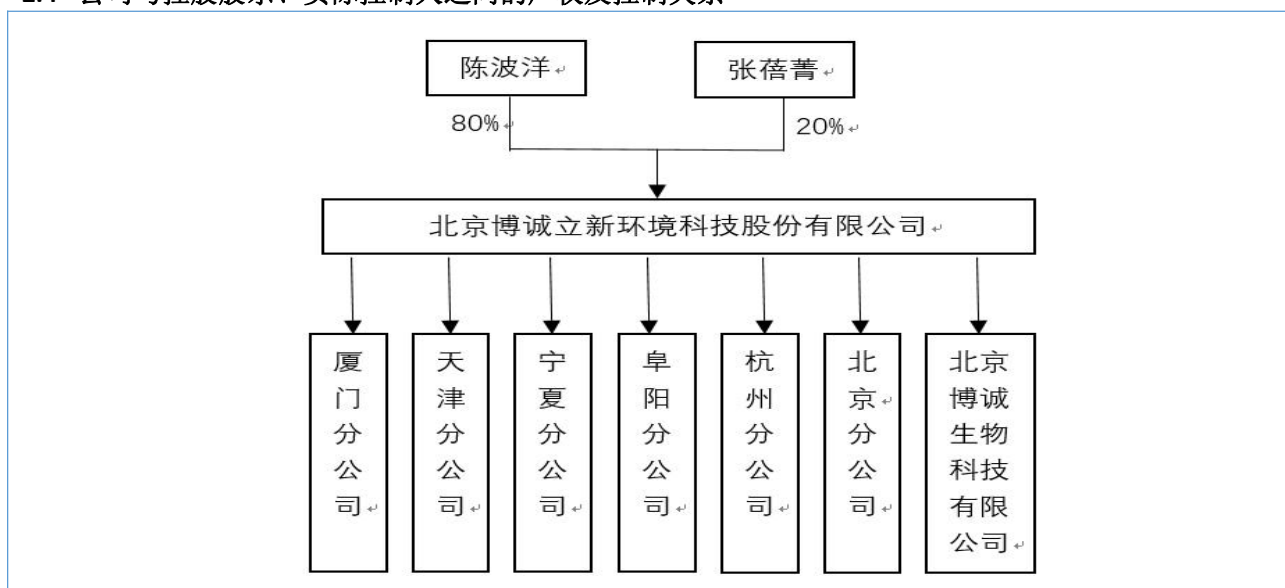 陈波洋
张蓓菁
80%
20%
北京博诚立新环境科技股份有限公司
厦门分公司
天津分公司
宁夏分公司
阜阳分公司
杭州分公司
北京分公司
北京
博诚
生物
科技
有限
公司